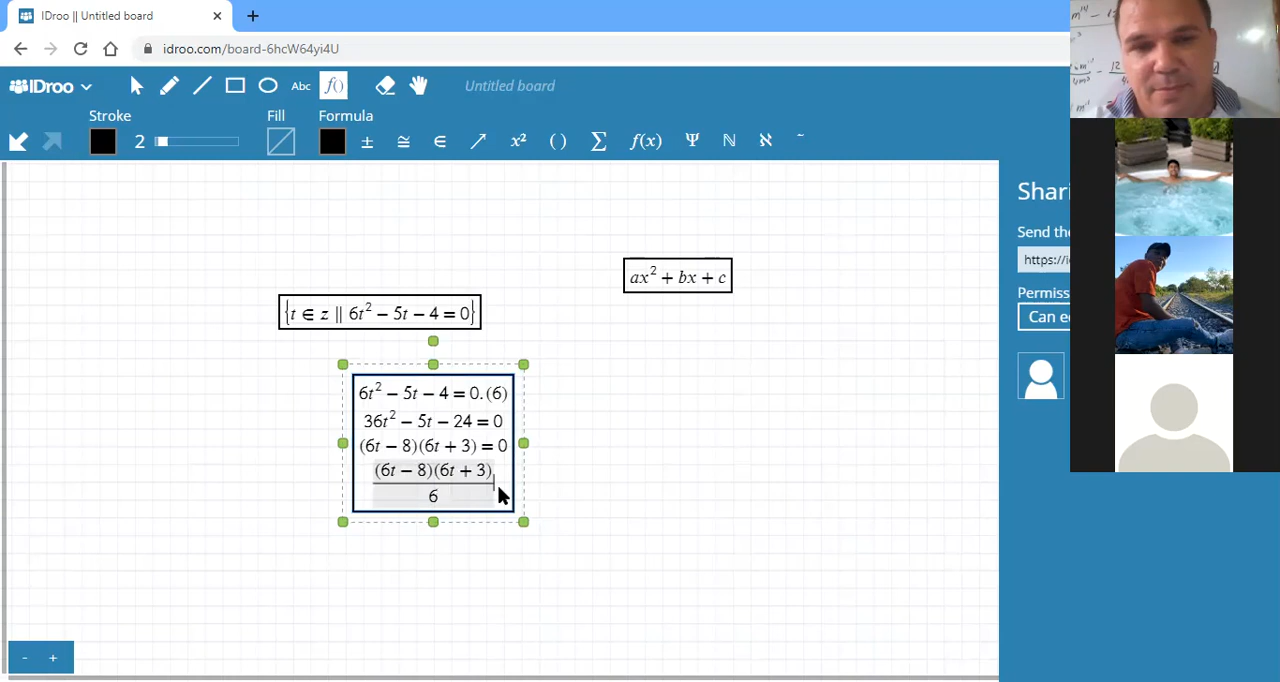 IDroo || Untitled board
idroo.com/board-6hcW64yi4U
IDroo
Abc
f()
Untitled board
Stroke
Fill
Formula
2
± ≅ ∈ x² ( ) ∑ f(x) Ψ ℕ ℵ ~
Shari
Send the
https://i
Permiss
Can e
ax² + bx + c
{t ∈ z || 6t² − 5t − 4 = 0}
6t² − 5t − 4 = 0.(6)
36t² − 5t − 24 = 0
(6t − 8)(6t + 3) = 0
(6t − 8)(6t + 3)
6
- +